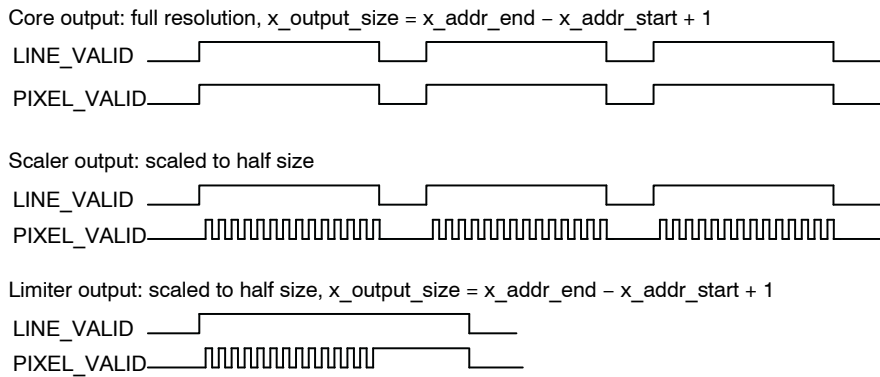 Core output: full resolution, x_output_size = x_addr_end − x_addr_start + 1
LINE_VALID
PIXEL_VALID
Scaler output: scaled to half size
LINE_VALID
PIXEL_VALID
Limiter output: scaled to half size, x_output_size = x_addr_end − x_addr_start + 1
LINE_VALID
PIXEL_VALID